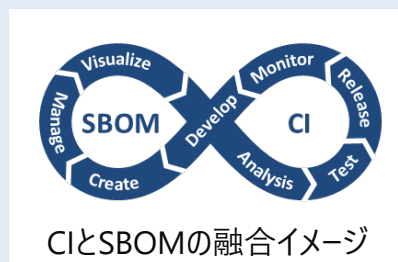 Visualize
Manage
SBOM
Create
Develop
Monitor
Release
CI
Analysis
Test
CIとSBOMの融合イメージ